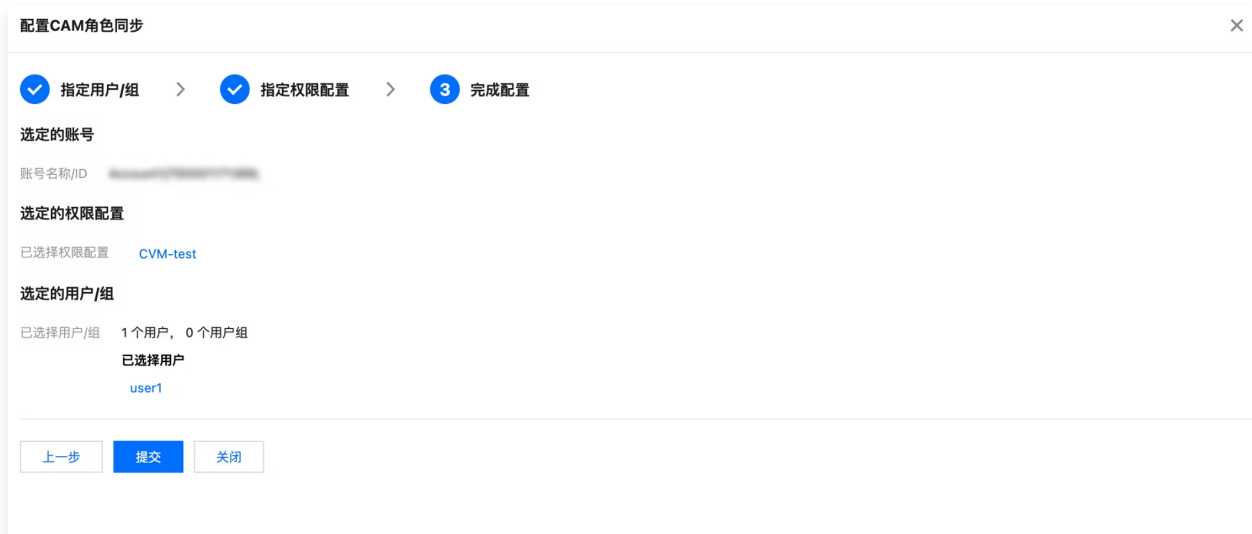 配置CAM角色同步
指定用户/组 > 指定权限配置 > 3 完成配置
选定的账号
账号名称/ID
选定的权限配置
已选择权限配置 CVM-test
选定的用户/组
已选择用户/组 1 个用户， 0 个用户组
已选择用户
user1
上一步 提交 关闭